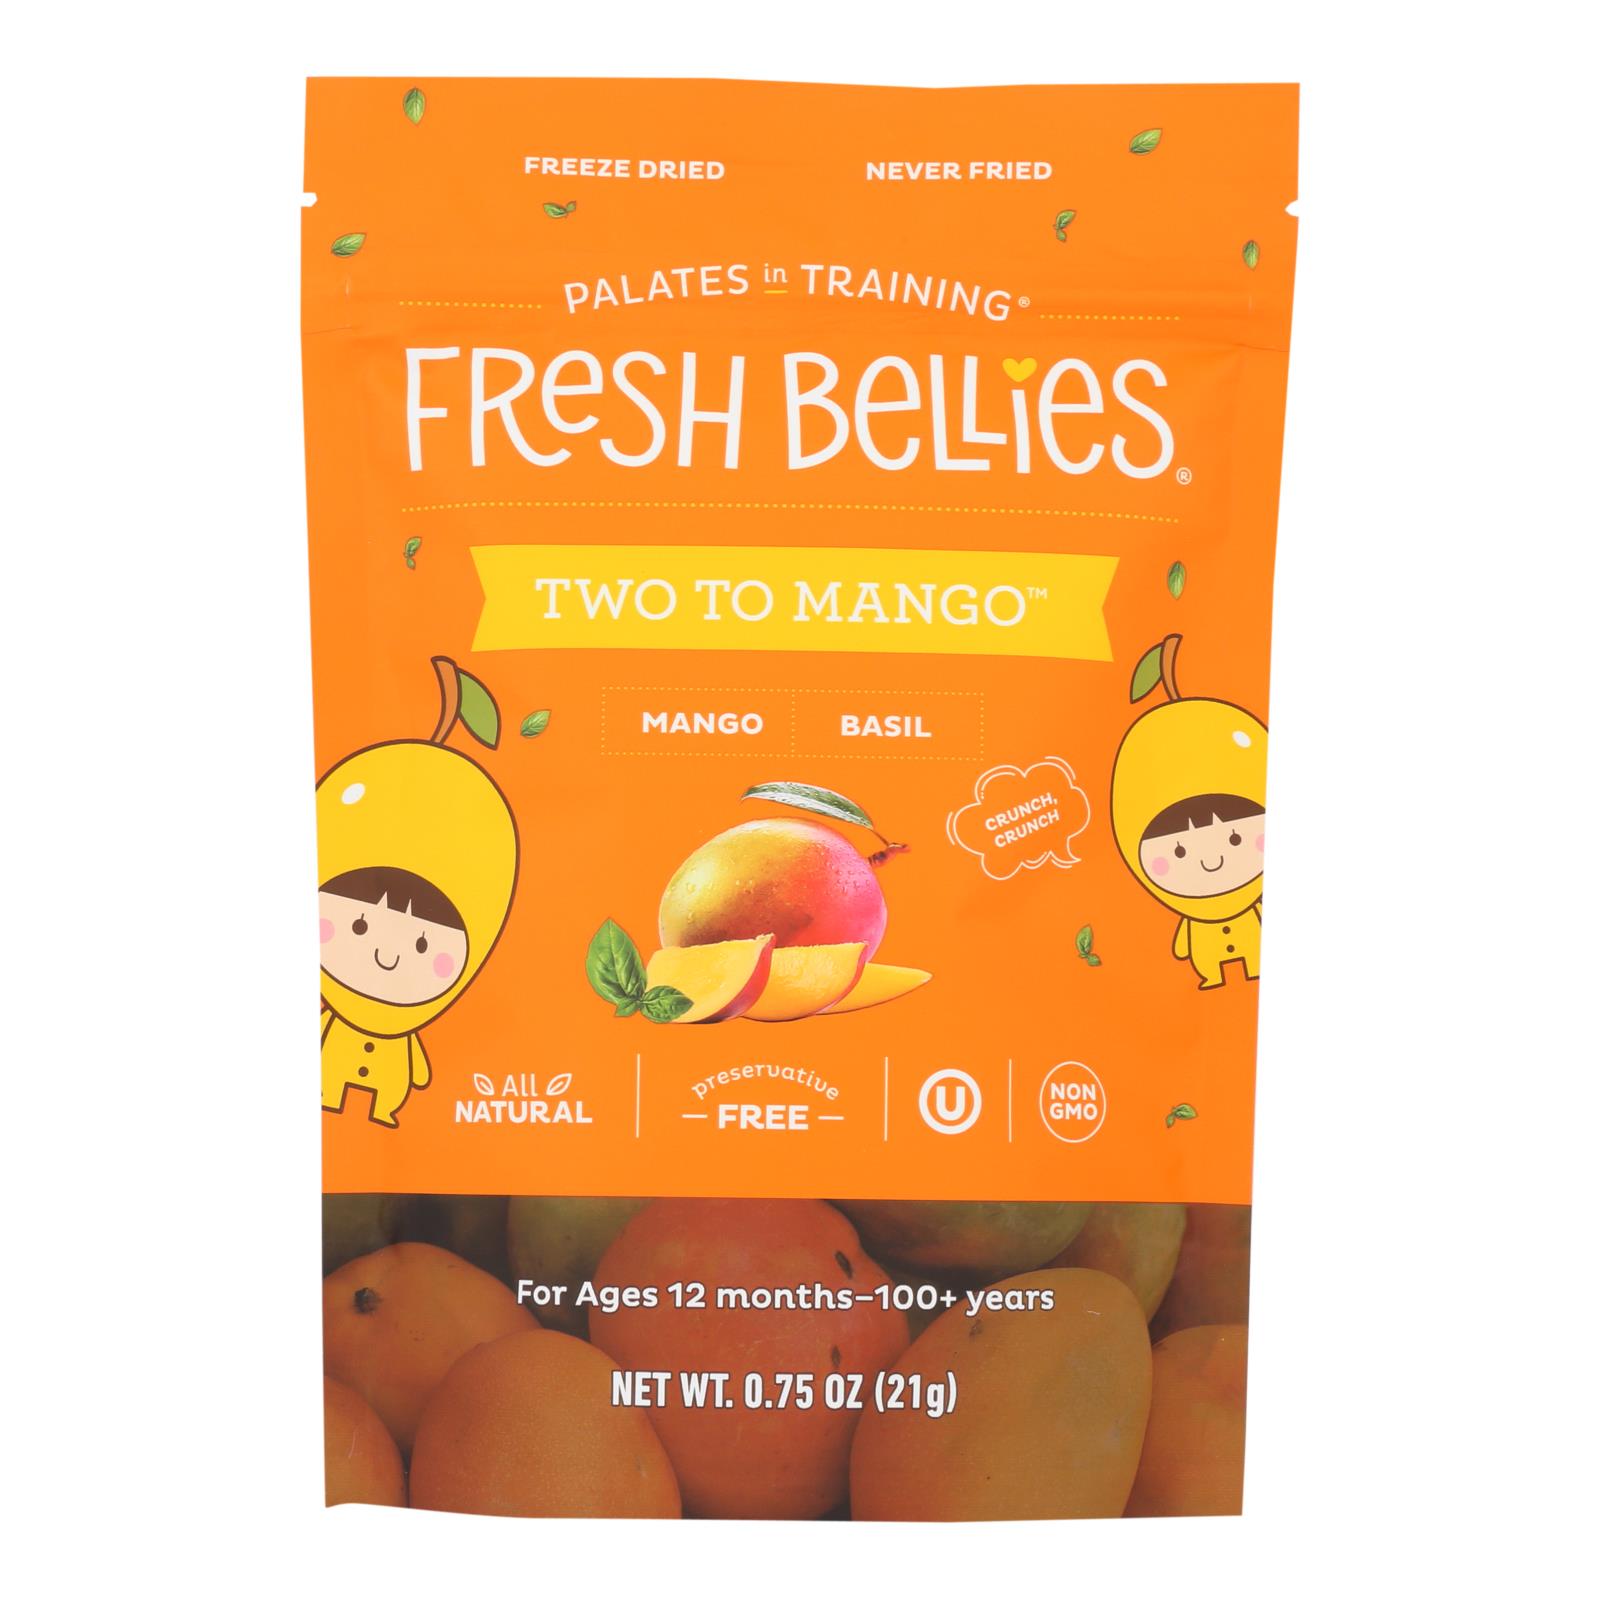 FREEZE DRIED NEVER FRIED
PALATES in TRAINING®
FRESH BELLIES®
TWO TO MANGO™
MANGO BASIL
CRUNCH,
CRUNCH
ALL
NATURAL
preservative
FREE
U
NON
GMO
For Ages 12 months–100+ years
NET WT. 0.75 OZ (21g)